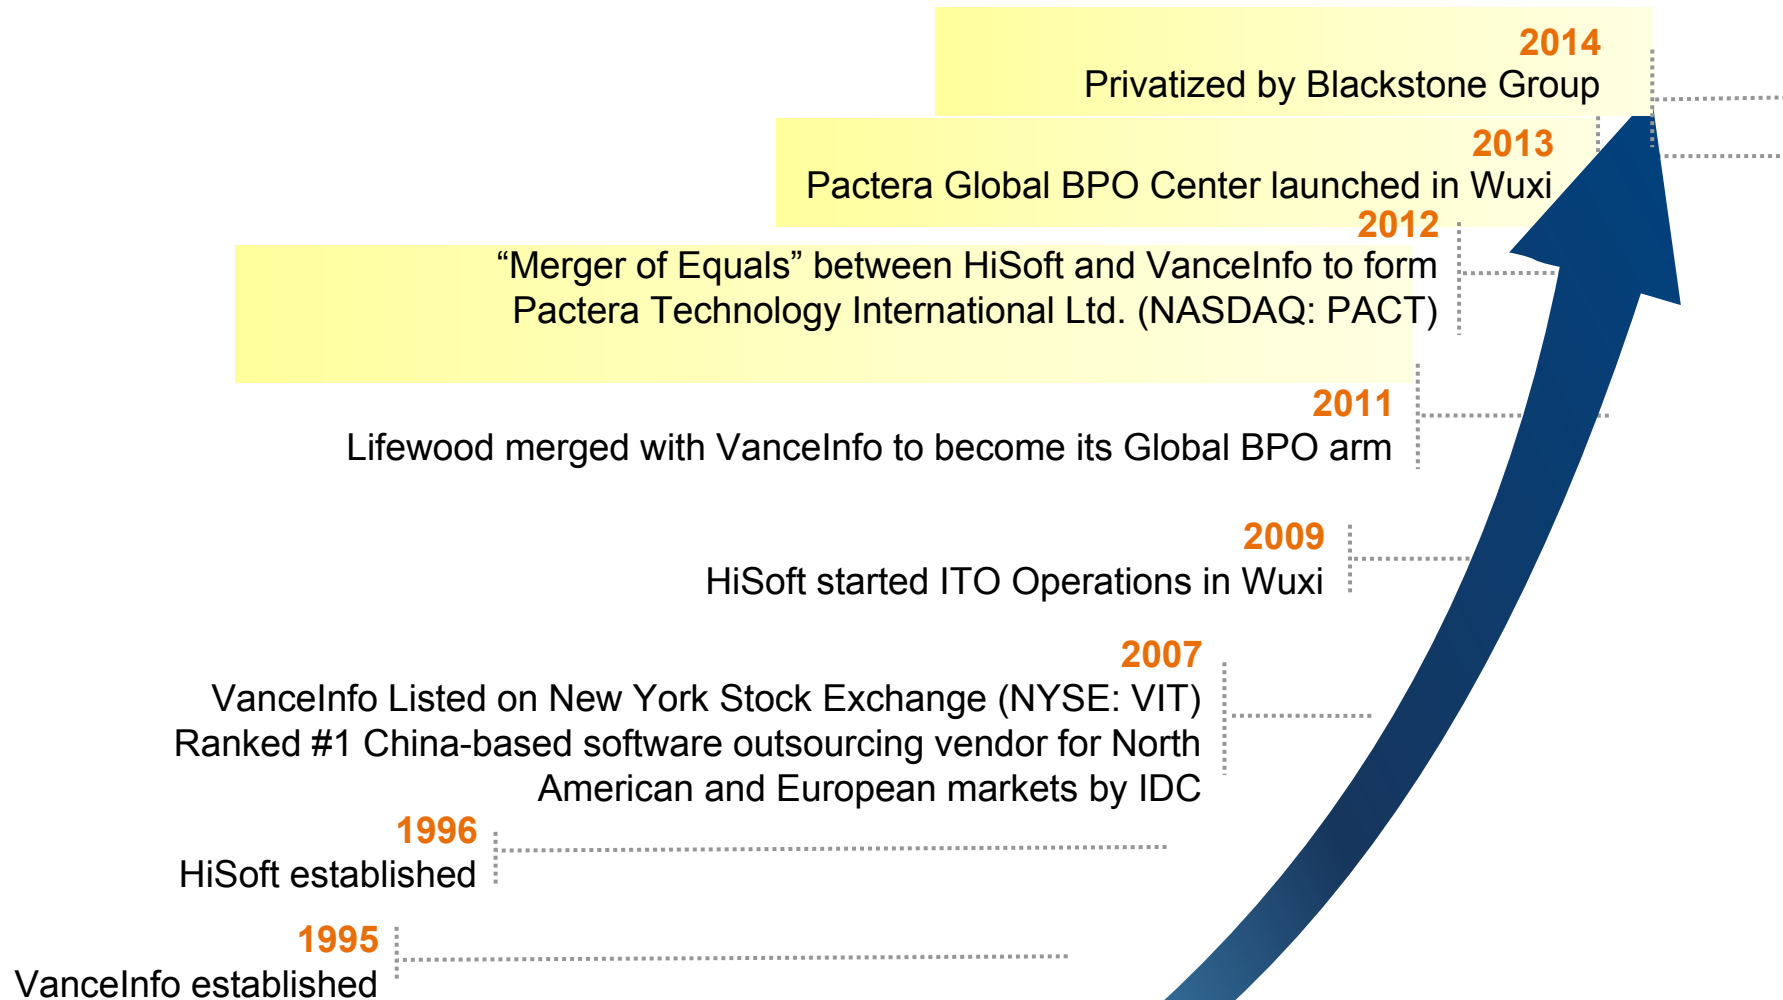 2014
Privatized by Blackstone Group
2013
Pactera Global BPO Center launched in Wuxi
2012
“Merger of Equals” between HiSoft and VanceInfo to form
Pactera Technology International Ltd. (NASDAQ: PACT)
2011
Lifewood merged with VanceInfo to become its Global BPO arm
2009
HiSoft started ITO Operations in Wuxi
2007
VanceInfo Listed on New York Stock Exchange (NYSE: VIT)
Ranked #1 China-based software outsourcing vendor for North
American and European markets by IDC
1996
HiSoft established
1995
VanceInfo established